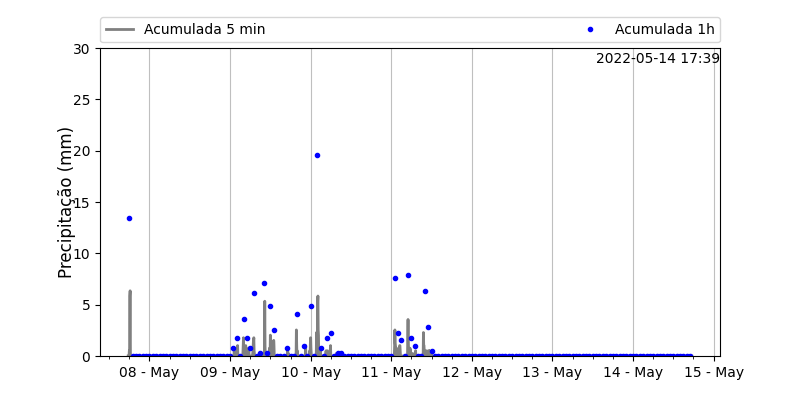 Acumulada 5 min
Acumulada 1h
2022-05-14 17:39
Precipitação (mm)
30
25
20
15
10
5
0
08 - May
09 - May
10 - May
11 - May
12 - May
13 - May
14 - May
15 - May